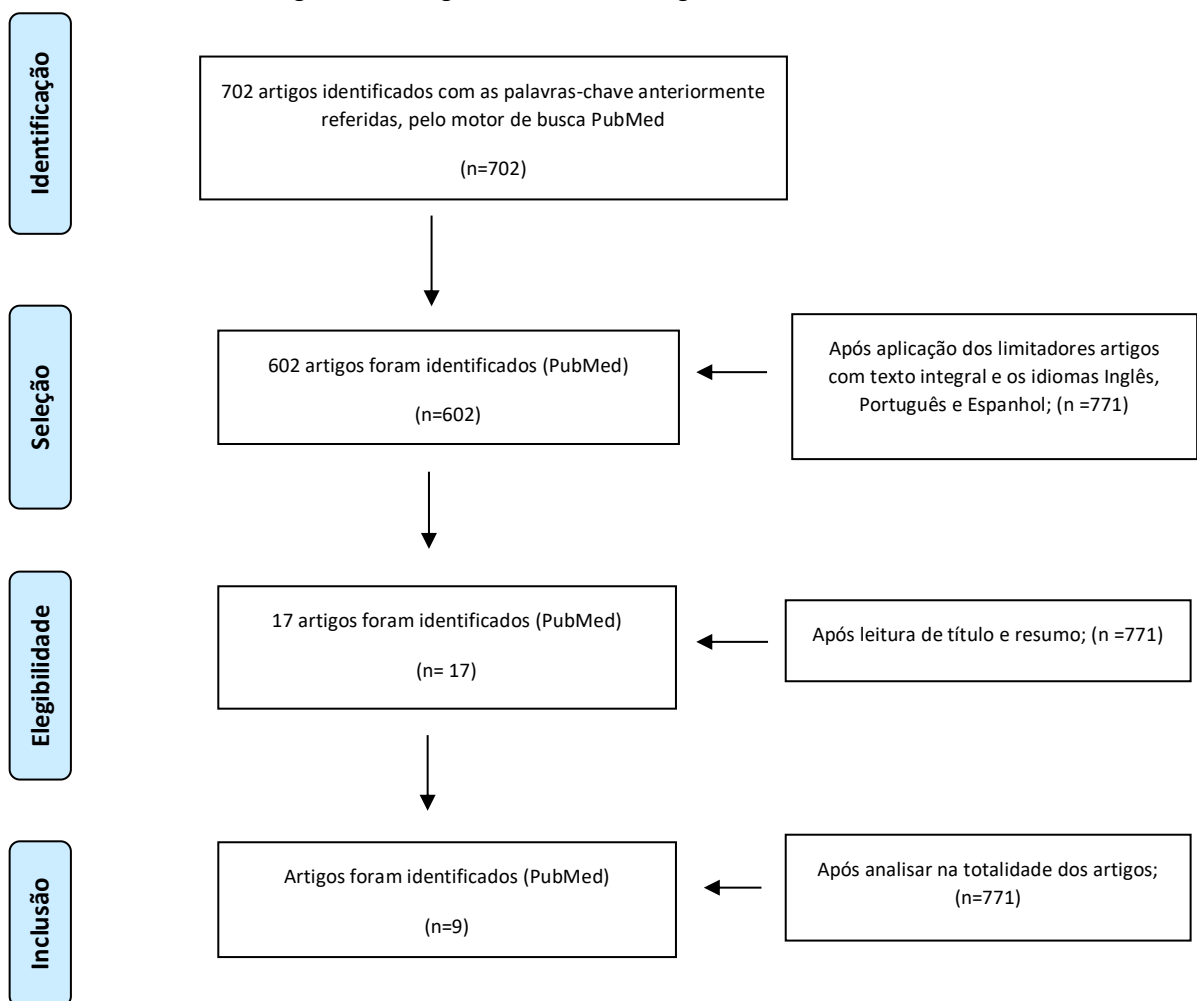 Identificação
702 artigos identificados com as palavras-chave anteriormente
referidas, pelo motor de busca PubMed
(n=702)
Seleção
602 artigos foram identificados (PubMed)
(n=602)
Após aplicação dos limitadores artigos
com texto integral e os idiomas Inglês,
Português e Espanhol; (n =771)
Elegibilidade
17 artigos foram identificados (PubMed)
(n= 17)
Após leitura de título e resumo; (n =771)
Inclusão
Artigos foram identificados (PubMed)
(n=9)
Após analisar na totalidade dos artigos;
(n=771)